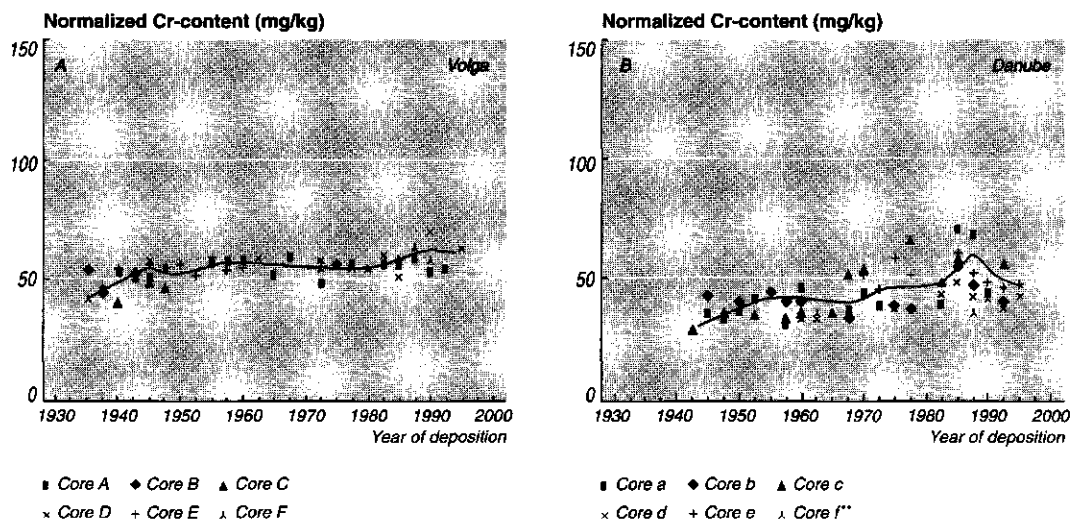 Normalized Cr-content (mg/kg)
150
A
Volga
100
50
0
1930 1940 1950 1960 1970 1980 1990 2000
Year of deposition
Core A Core B Core C
Core D Core E Core F
Normalized Cr-content (mg/kg)
150
B
Danube
100
50
0
1930 1940 1950 1960 1970 1980 1990 2000
Year of deposition
Core a Core b Core c
Core d Core e Core f**